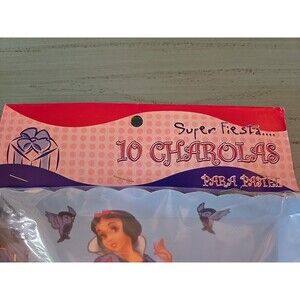 Super Fiesta....
10 CHAROLAS
PARA PASTEL